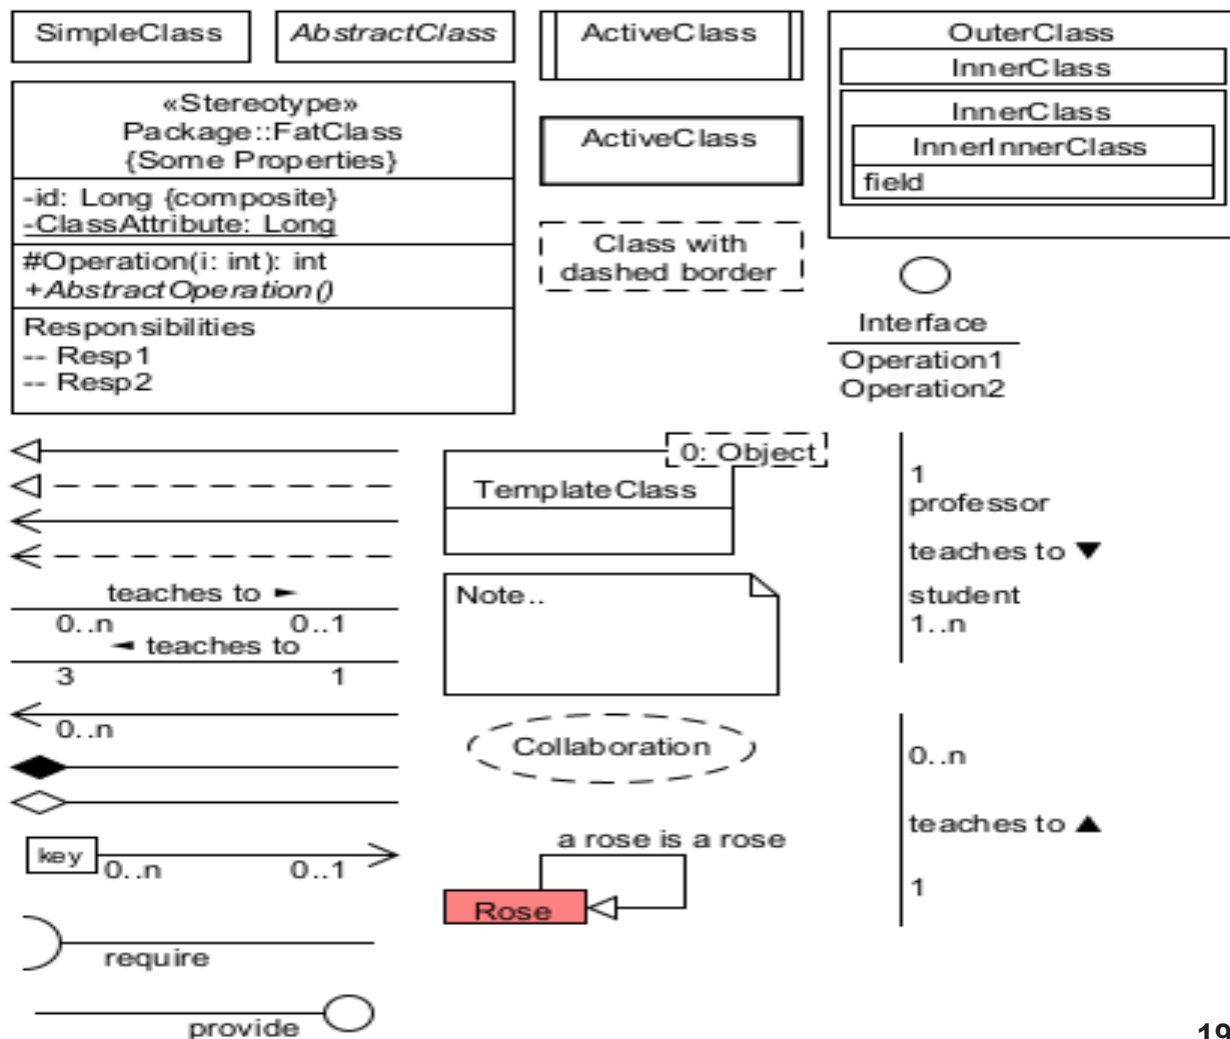 SimpleClass
AbstractClass
«Stereotype»
Package::FatClass
{Some Properties}
-id: Long {composite}
-ClassAttribute: Long
#Operation(i: int): int
+AbstractOperation()
Responsibilities
-- Resp1
-- Resp2
ActiveClass
ActiveClass
Class with
dashed border
OuterClass
InnerClass
InnerClass
InnerInnerClass
field
Interface
Operation1
Operation2
teaches to ►
0..n 0..1
◄ teaches to
3 1
0..n
key
0..n 0..1
require
provide
0: Object
TemplateClass
Note..
Collaboration
a rose is a rose
Rose
1
professor
teaches to ▼
student
1..n
0..n
teaches to ▲
1
19